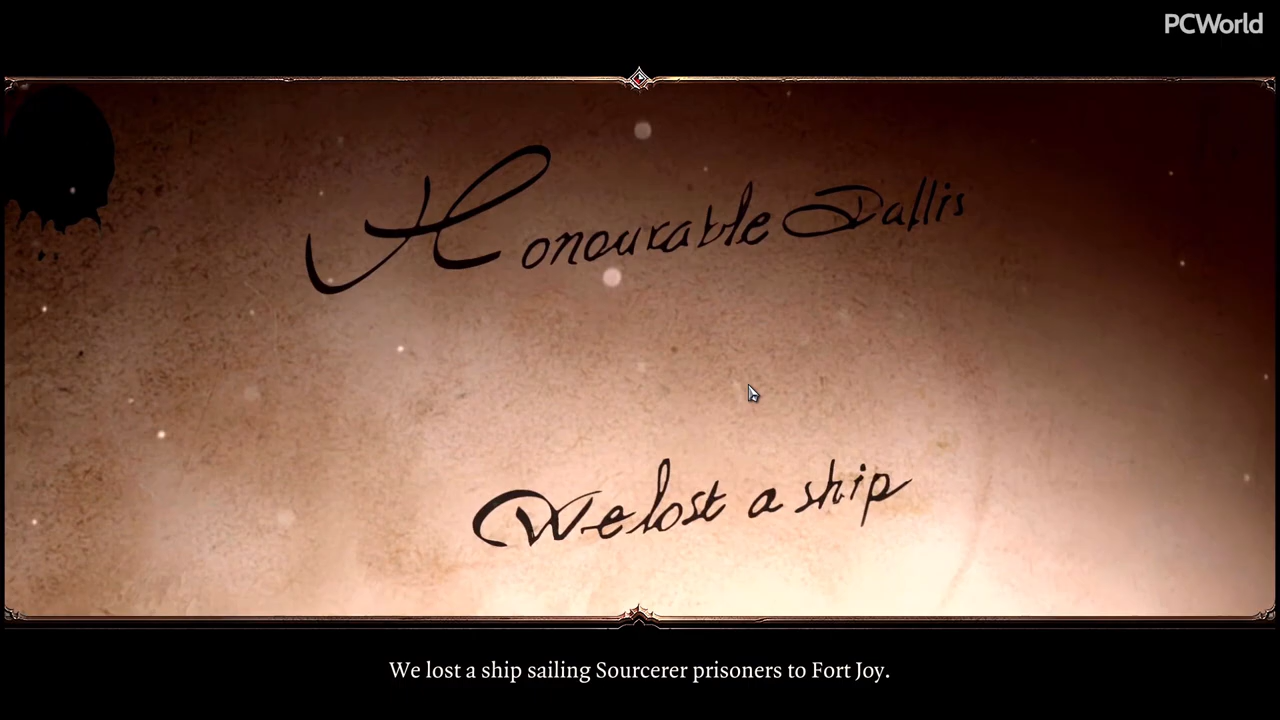 PCWorld
Honourable Dallis
We lost a ship
We lost a ship sailing Sourcerer prisoners to Fort Joy.